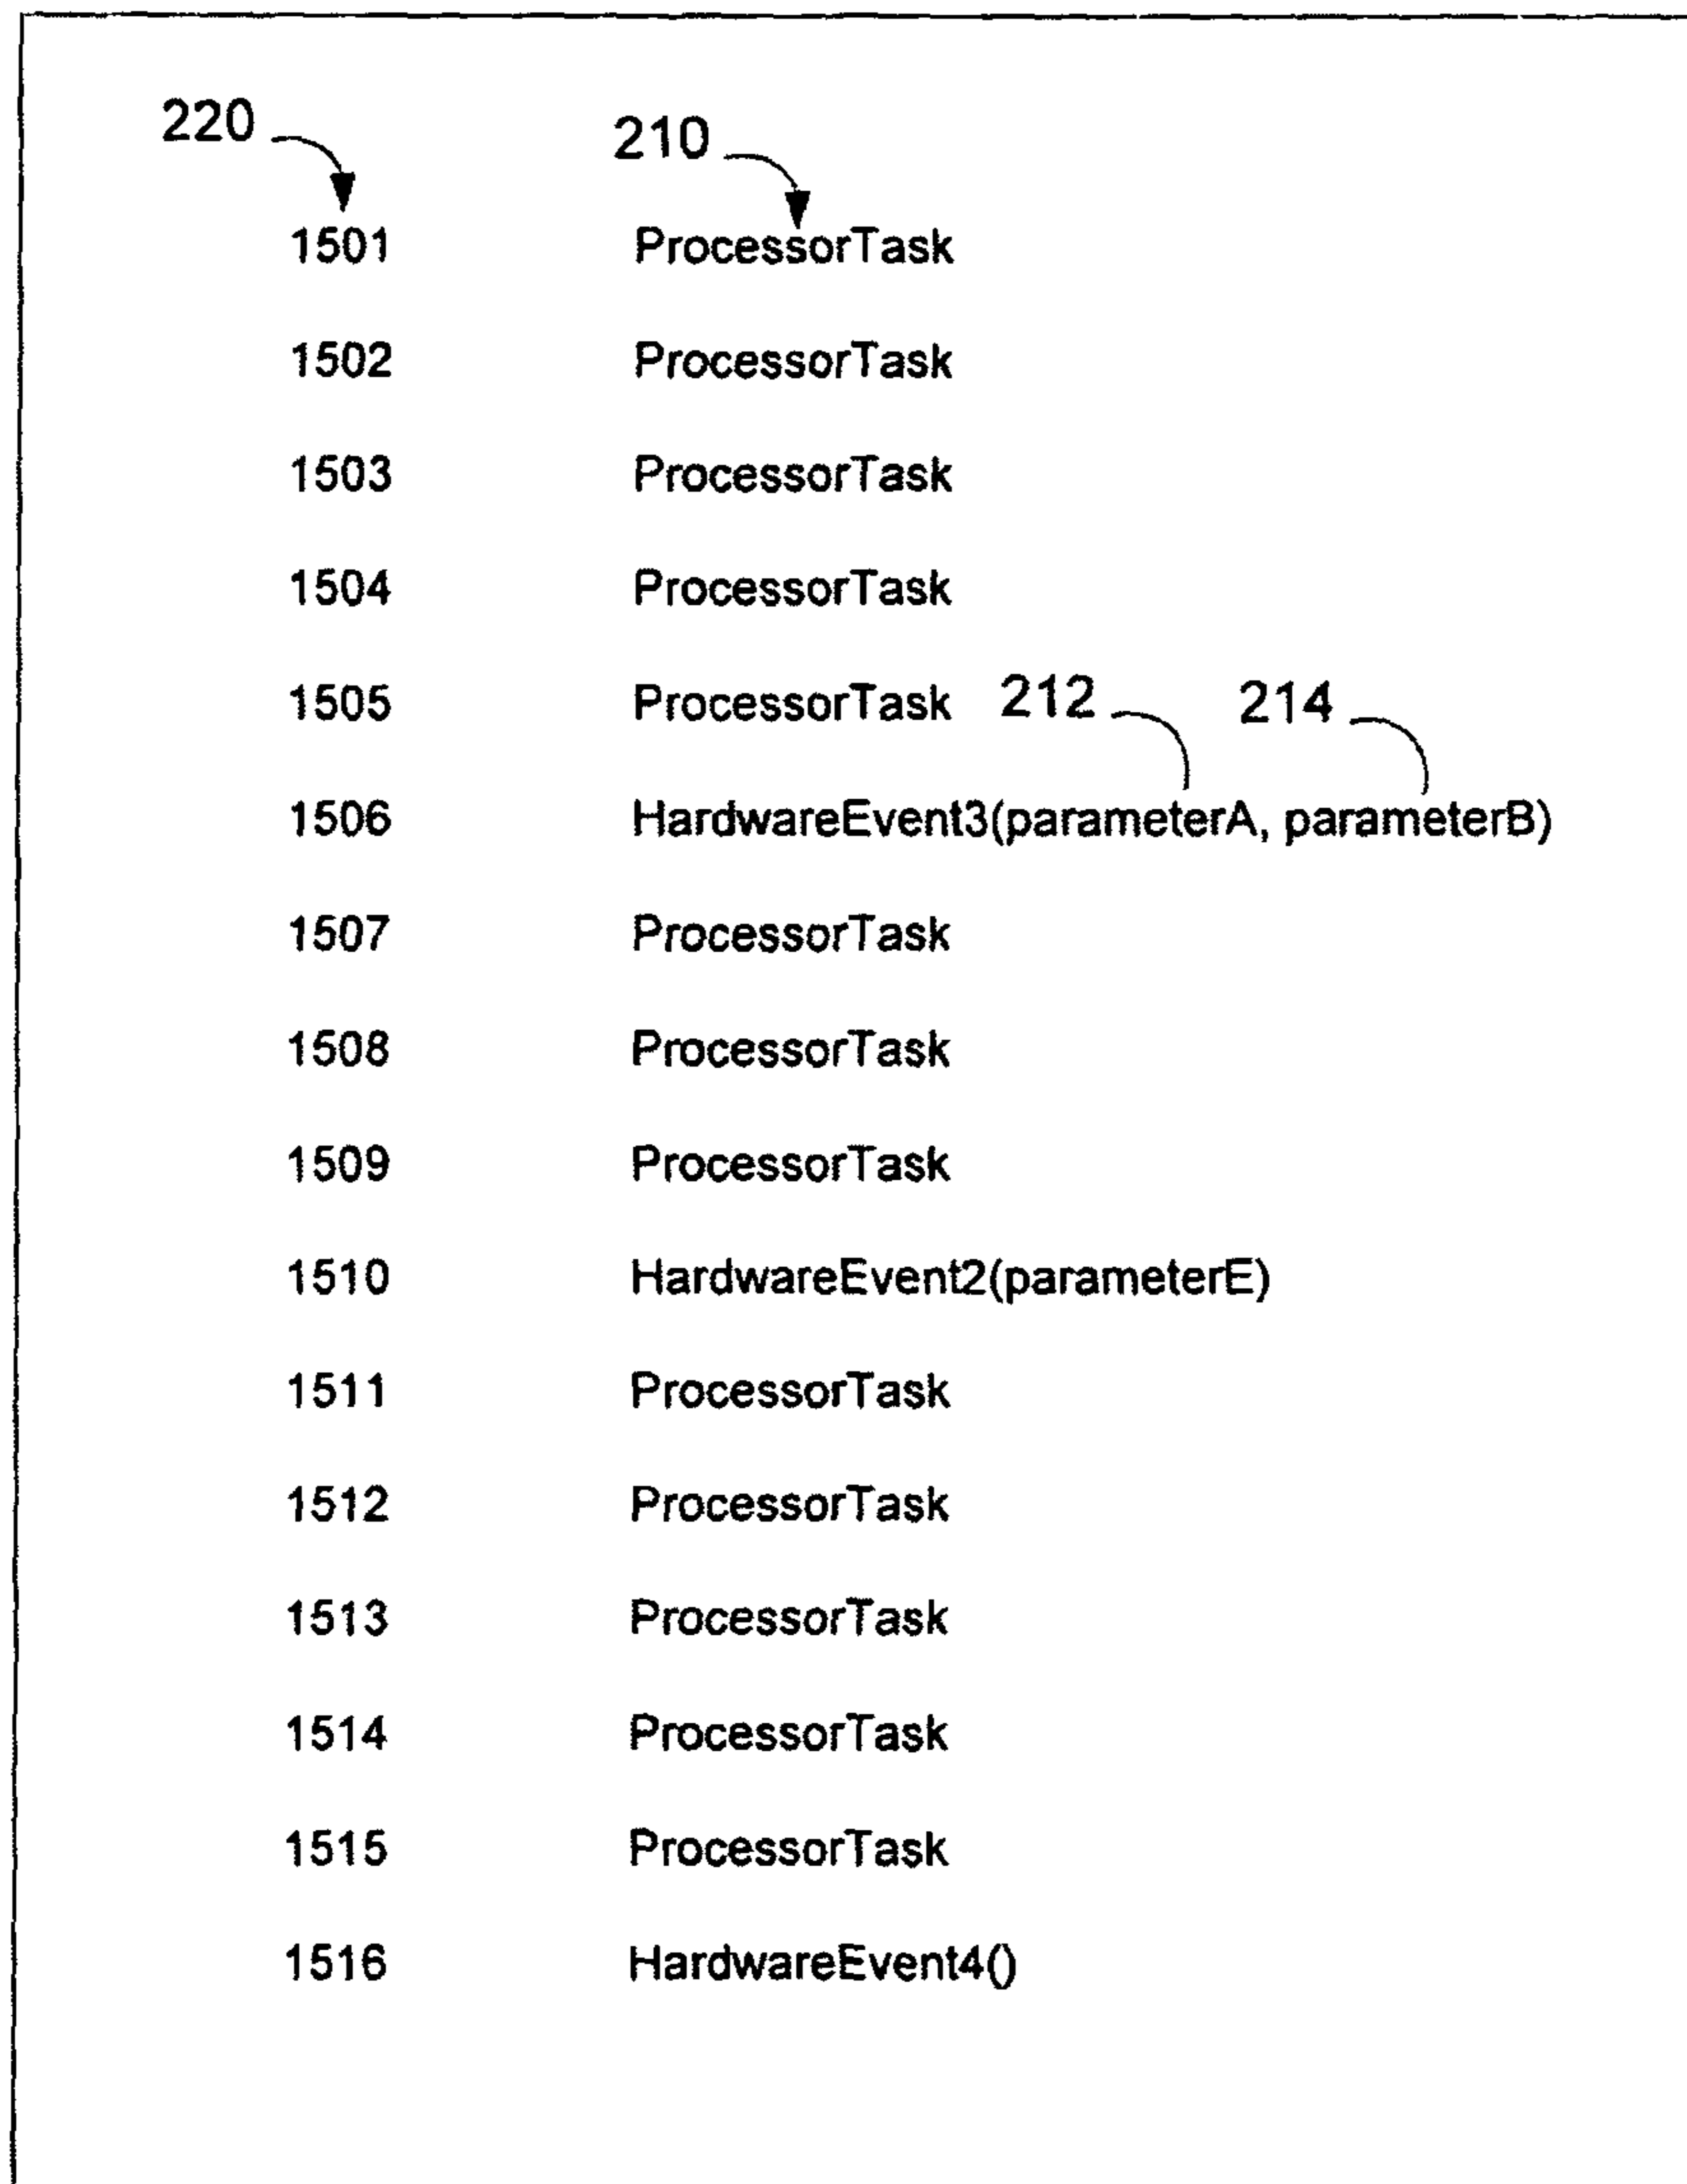 220 210
1501 ProcessorTask
1502 ProcessorTask
1503 ProcessorTask
1504 ProcessorTask
1505 ProcessorTask 212 214
1506 HardwareEvent3(parameterA, parameterB)
1507 ProcessorTask
1508 ProcessorTask
1509 ProcessorTask
1510 HardwareEvent2(parameterE)
1511 ProcessorTask
1512 ProcessorTask
1513 ProcessorTask
1514 ProcessorTask
1515 ProcessorTask
1516 HardwareEvent4()